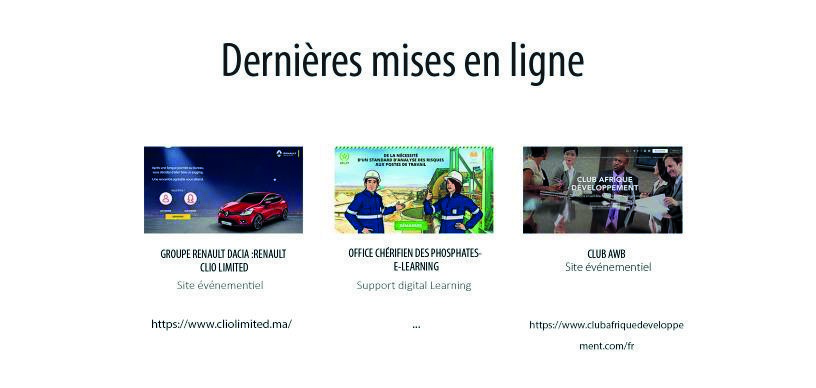 Dernières mises en ligne
DE LA NÉCESSITÉ
D'UN STANDARD D'ANALYSE DES RISQUES
AUX POSTES DE TRAVAIL
CLUB AFRIQUE
DÉVELOPPEMENT
GROUPE RENAULT DACIA :RENAULT
CLIO LIMITED
Site événementiel
https://www.cliolimited.ma/
OFFICE CHÉRIFIEN DES PHOSPHATES-
E-LEARNING
Support digital Learning
...
CLUB AWB
Site événementiel
https://www.clubafriquedeveloppe
ment.com/fr